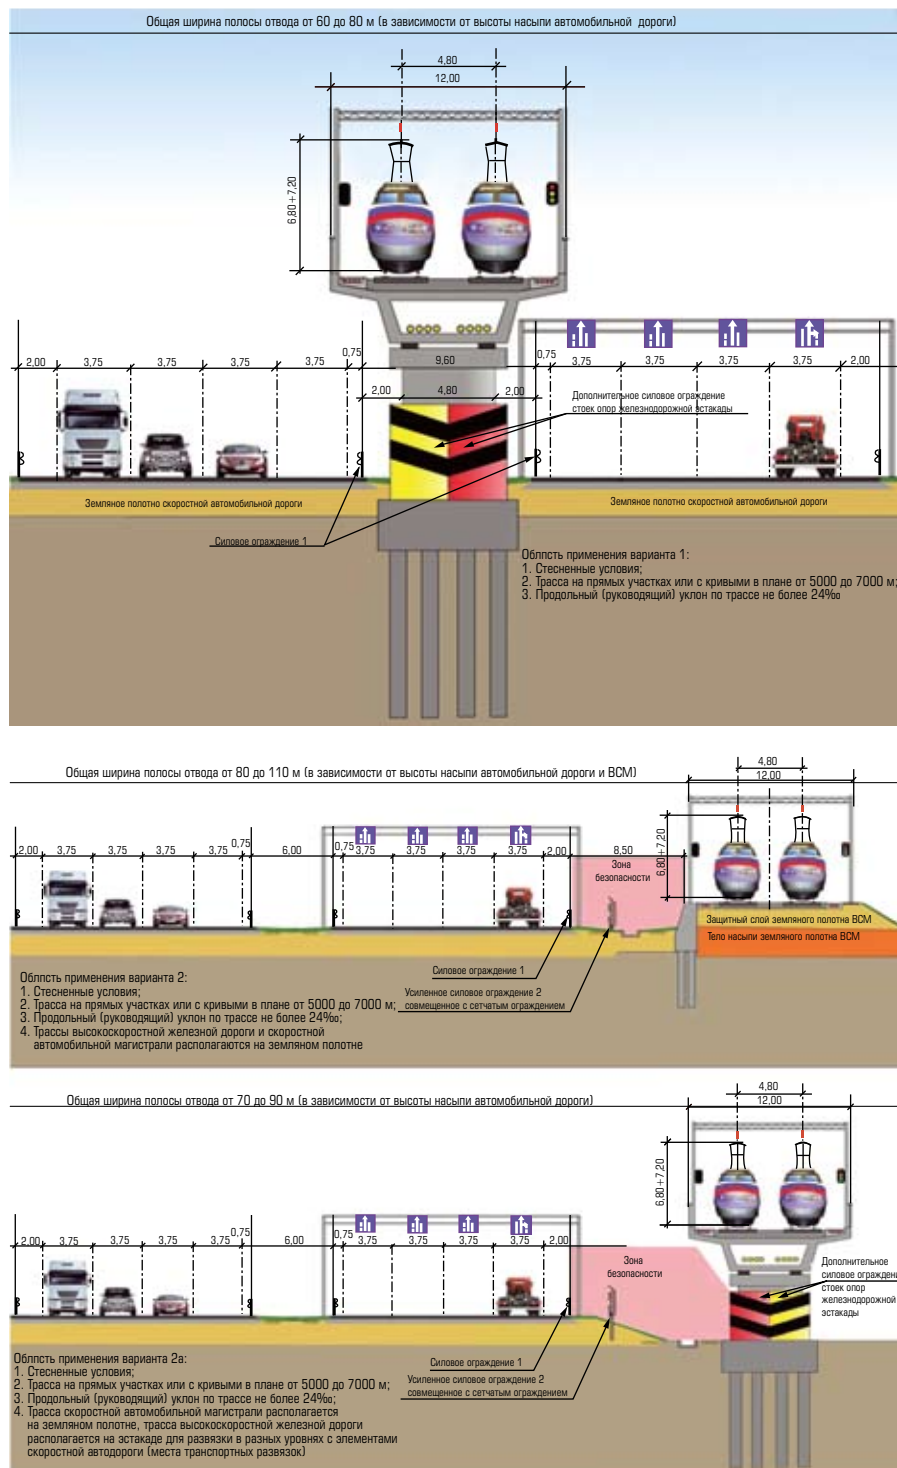 Общая ширина полосы отвода от 60 до 80 м (в зависимости от высоты насыпи автомобильной дороги)
4,80
12,00
6,80÷7,20
2,00 3,75 3,75 3,75 3,75 0,75 9,60 0,75 3,75 3,75 3,75 3,75 2,00
2,00 4,80 2,00
Дополнительное силовое ограждение
стоек опор железнодорожной эстакады
Земляное полотно скоростной автомобильной дороги
Земляное полотно скоростной автомобильной дороги
Силовое ограждение 1
Облпсть применения варианта 1:
1. Стесненные условия;
2. Трасса на прямых участках или с кривыми в плане от 5000 до 7000 м;
3. Продольный (руководящий) уклон по трассе не более 24‰
Общая ширина полосы отвода от 80 до 110 м (в зависимости от высоты насыпи автомобильной дороги и ВСМ)
4,80
12,00
6,80÷7,20
2,00 3,75 3,75 3,75 3,75 0,75 6,00 0,75 3,75 3,75 3,75 3,75 2,00 8,50
Зона
безопасности
Защитный слой земляного полотна ВСМ
Тело насыпи земляного полотна ВСМ
Силовое ограждение 1
Усиленное силовое ограждение 2
совмещенное с сетчатым ограждением
Облпсть применения варианта 2:
1. Стесненные условия;
2. Трасса на прямых участках или с кривыми в плане от 5000 до 7000 м;
3. Продольный (руководящий) уклон по трассе не более 24‰;
4. Трассы высокоскоростной железной дороги и скоростной
автомобильной магистрали располагаются на земляном полотне
Общая ширина полосы отвода от 70 до 90 м (в зависимости от высоты насыпи автомобильной дороги)
4,80
12,00
6,80÷7,20
2,00 3,75 3,75 3,75 3,75 0,75 6,00 0,75 3,75 3,75 3,75 3,75 2,00
Зона
безопасности
Дополнительное
силовое ограждени
стоек опор
железнодорожной
эстакады
Силовое ограждение 1
Усиленное силовое ограждение 2
совмещенное с сетчатым ограждением
Облпсть применения варианта 2а:
1. Стесненные условия;
2. Трасса на прямых участках или с кривыми в плане от 5000 до 7000 м;
3. Продольный (руководящий) уклон по трассе не более 24‰;
4. Трасса скоростной автомобильной магистрали располагается
на земляном полотне, трасса высокоскоростной железной дороги
располагается на эстакаде для развязки в разных уровнях с элементами
скоростной автодороги (места транспортных развязок)